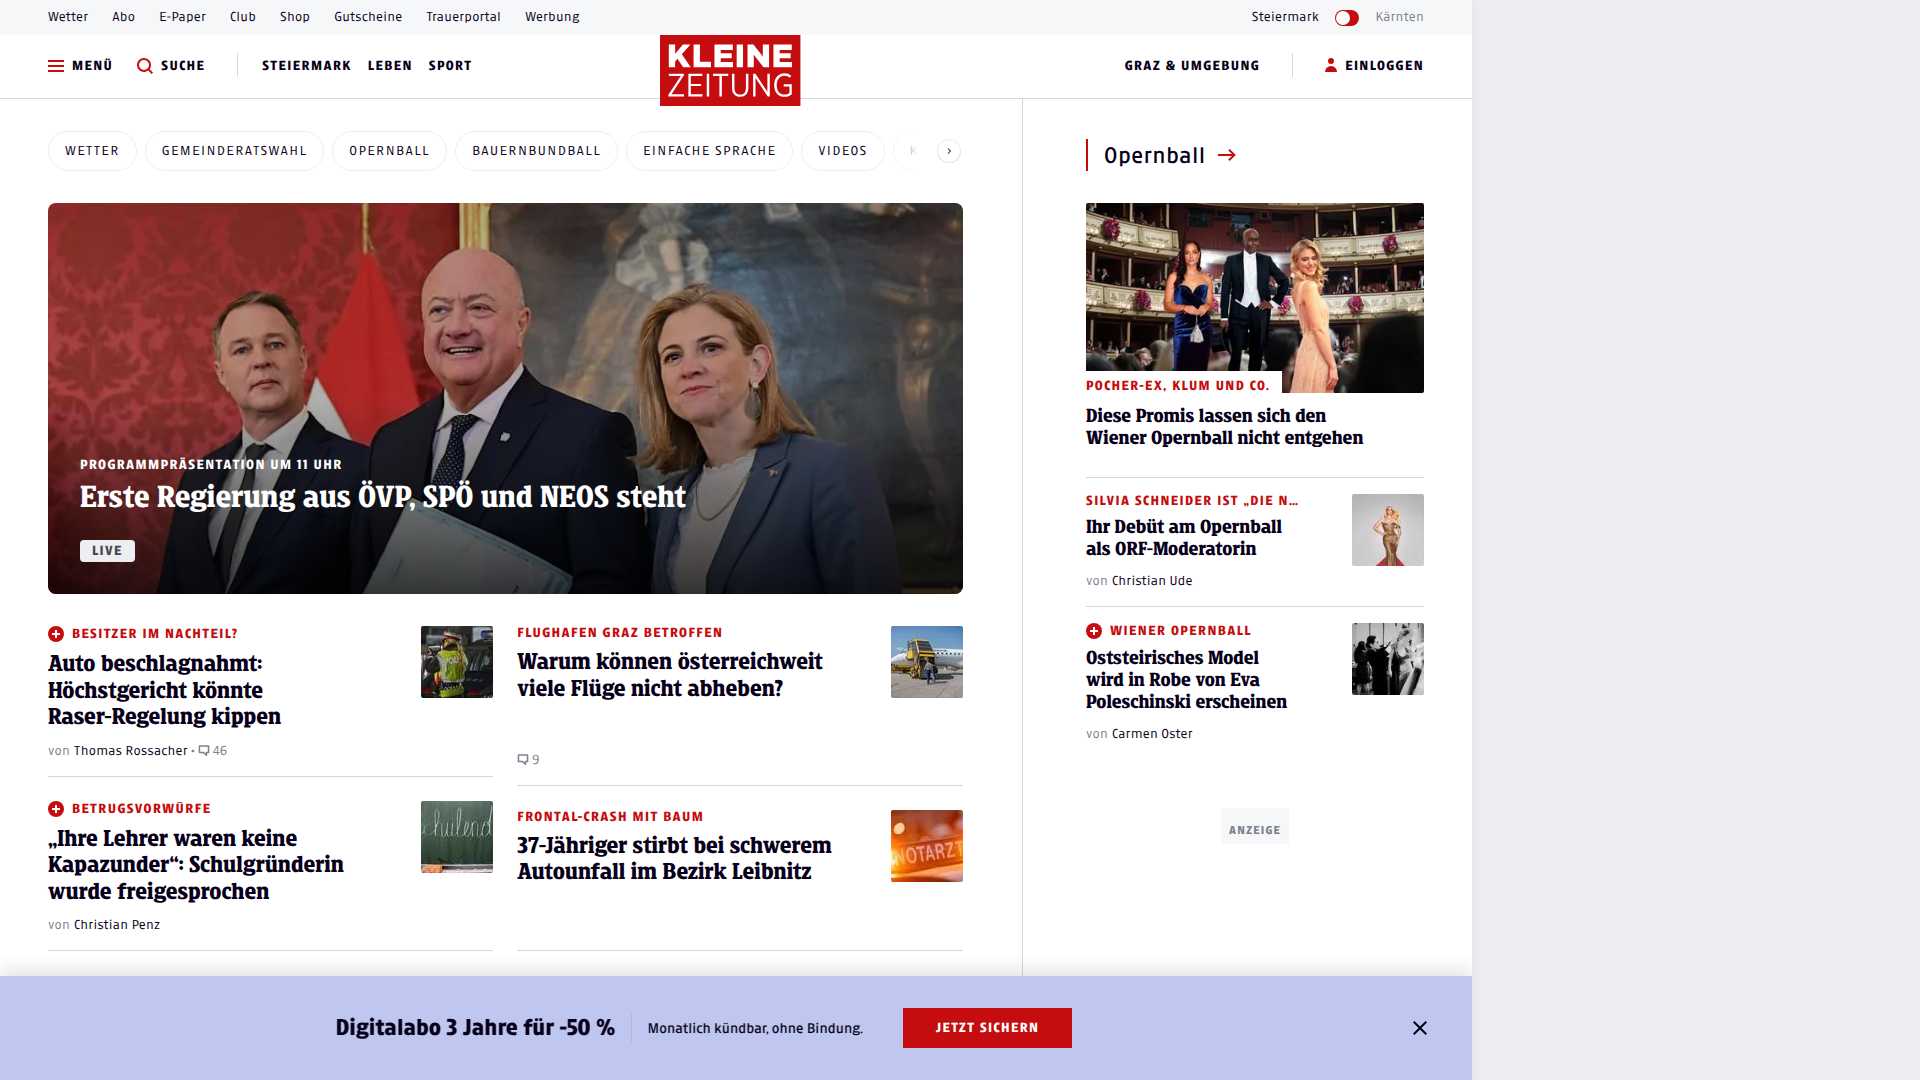 Wetter Abo E-Paper Club Shop Gutscheine Trauerportal Werbung Steiermark Kärnten
MENÜ SUCHE STEIERMARK LEBEN SPORT KLEINE ZEITUNG GRAZ & UMGEBUNG EINLOGGEN
WETTER GEMEINDERATSWAHL OPERNBALL BAUERNBUNDBALL EINFACHE SPRACHE VIDEOS K
PROGRAMMPRÄSENTATION UM 11 UHR
Erste Regierung aus ÖVP, SPÖ und NEOS steht
LIVE
BESITZER IM NACHTEIL?
Auto beschlagnahmt:
Höchstgericht könnte
Raser-Regelung kippen
von Thomas Rossacher • 46
FLUGHAFEN GRAZ BETROFFEN
Warum können österreichweit
viele Flüge nicht abheben?
9
BETRUGSVORWÜRFE
„Ihre Lehrer waren keine
Kapazunder“: Schulgründerin
wurde freigesprochen
von Christian Penz
chulend
FRONTAL-CRASH MIT BAUM
37-Jähriger stirbt bei schwerem
Autounfall im Bezirk Leibnitz
NOTARZT
Opernball
POCHER-EX, KLUM UND CO.
Diese Promis lassen sich den
Wiener Opernball nicht entgehen
SILVIA SCHNEIDER IST „DIE N...
Ihr Debüt am Opernball
als ORF-Moderatorin
von Christian Ude
WIENER OPERNBALL
Oststeirisches Model
wird in Robe von Eva
Poleschinski erscheinen
von Carmen Oster
ANZEIGE
Digitalabo 3 Jahre für -50 % Monatlich kündbar, ohne Bindung. JETZT SICHERN